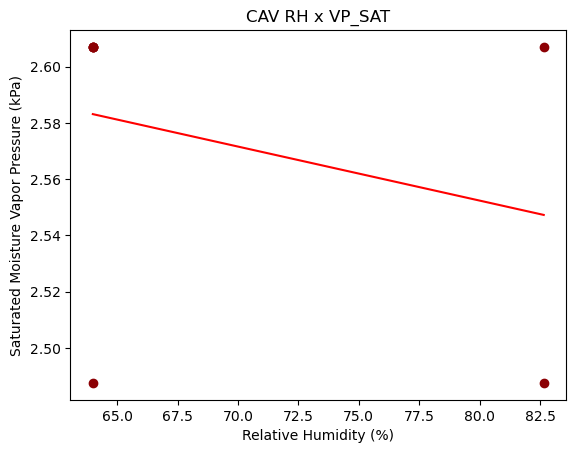 CAV RH x VP_SAT
Saturated Moisture Vapor Pressure (kPa)
2.60
2.58
2.56
2.54
2.52
2.50
65.0 67.5 70.0 72.5 75.0 77.5 80.0 82.5
Relative Humidity (%)